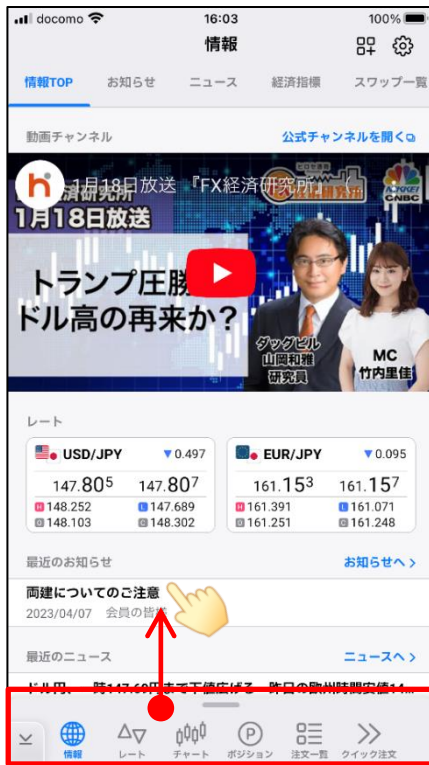 docomo 16:03 100%
情報
情報TOP お知らせ ニュース 経済指標 スワップ一覧
動画チャンネル 公式チャンネルを開く
1月18日放送 『FX経済研究所』
1月18日放送
NIKKEI CNBC
トランプ圧勝
ドル高の再来か?
ダッグビル
山岡和雅
研究員
MC
竹内里佳
レート
USD/JPY ▼0.497
147.805 147.807
H 148.252 L 147.689
O 148.103 C 148.302
EUR/JPY ▼0.095
161.153 161.157
H 161.391 L 161.071
O 161.251 C 161.248
最近のお知らせ お知らせへ >
両建についてのご注意
2023/04/07 会員の皆様
最近のニュース ニュースへ >
情報 レート チャート ポジション 注文一覧 クイック注文